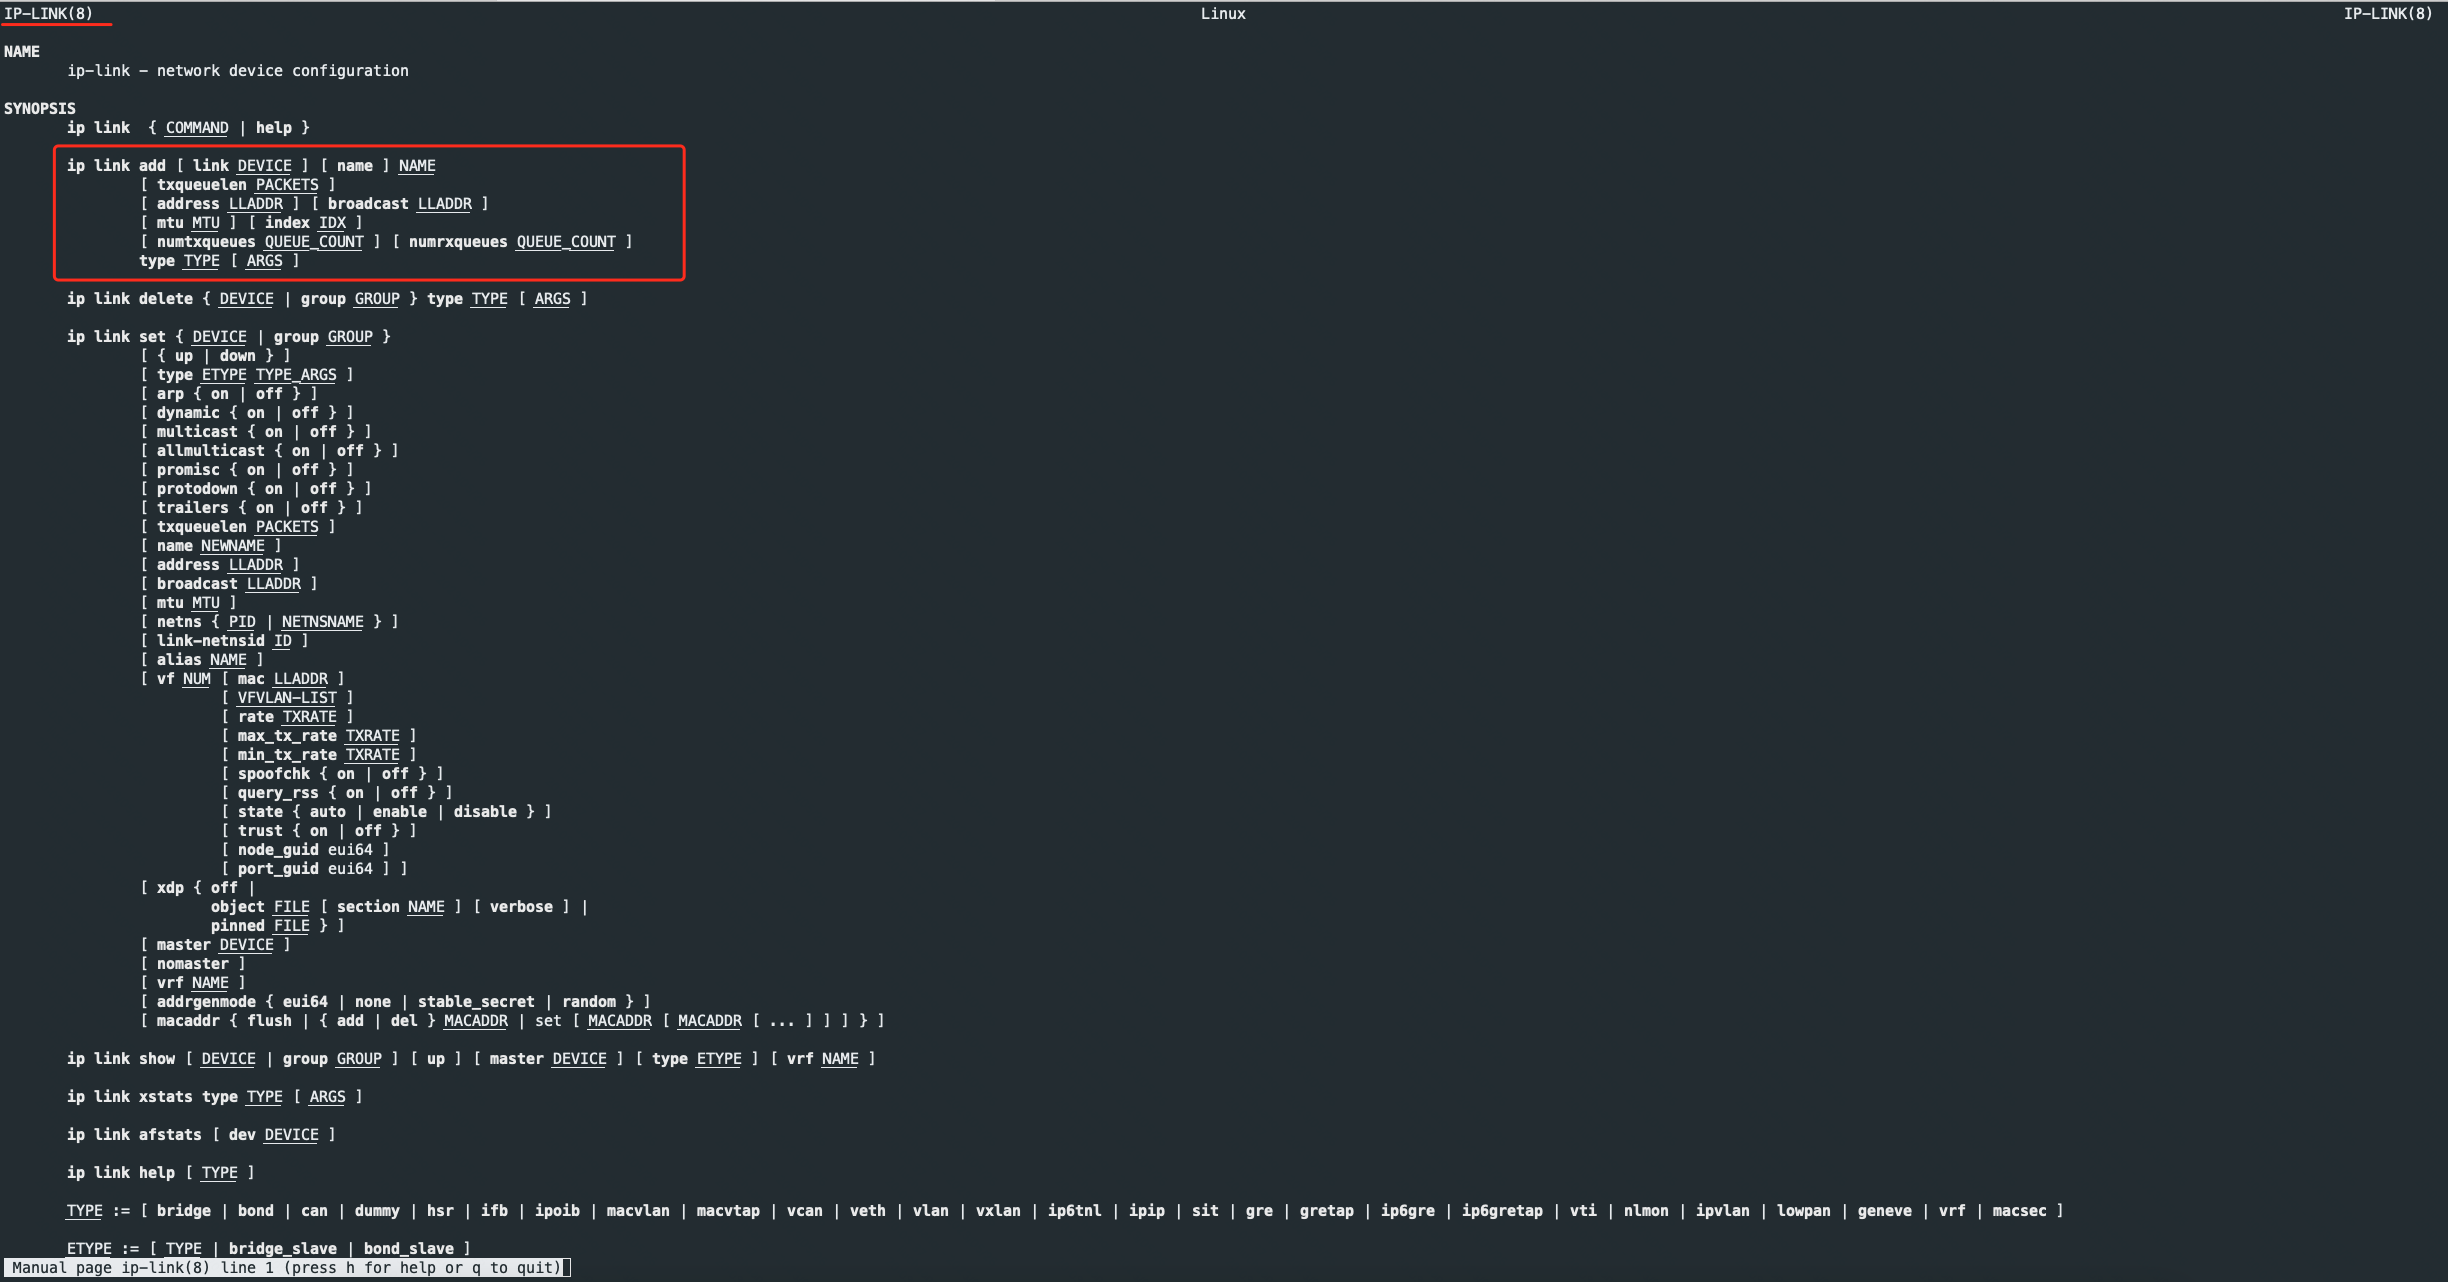 IP-LINK(8) Linux IP-LINK(8)
NAME
ip-link - network device configuration
SYNOPSIS
ip link { COMMAND | help }
ip link add [ link DEVICE ] [ name ] NAME
[ txqueuelen PACKETS ]
[ address LLADDR ] [ broadcast LLADDR ]
[ mtu MTU ] [ index IDX ]
[ numtxqueues QUEUE_COUNT ] [ numrxqueues QUEUE_COUNT ]
type TYPE [ ARGS ]
ip link delete { DEVICE | group GROUP } type TYPE [ ARGS ]
ip link set { DEVICE | group GROUP }
[ { up | down } ]
[ type ETYPE TYPE_ARGS ]
[ arp { on | off } ]
[ dynamic { on | off } ]
[ multicast { on | off } ]
[ allmulticast { on | off } ]
[ promisc { on | off } ]
[ protodown { on | off } ]
[ trailers { on | off } ]
[ txqueuelen PACKETS ]
[ name NEWNAME ]
[ address LLADDR ]
[ broadcast LLADDR ]
[ mtu MTU ]
[ netns { PID | NETNSNAME } ]
[ link-netnsid ID ]
[ alias NAME ]
[ vf NUM [ mac LLADDR ]
[ VFVLAN-LIST ]
[ rate TXRATE ]
[ max_tx_rate TXRATE ]
[ min_tx_rate TXRATE ]
[ spoofchk { on | off } ]
[ query_rss { on | off } ]
[ state { auto | enable | disable } ]
[ trust { on | off } ]
[ node_guid eui64 ]
[ port_guid eui64 ] ]
[ xdp { off |
object FILE [ section NAME ] [ verbose ] |
pinned FILE } ]
[ master DEVICE ]
[ nomaster ]
[ vrf NAME ]
[ addrgenmode { eui64 | none | stable_secret | random } ]
[ macaddr { flush | { add | del } MACADDR | set [ MACADDR [ MACADDR [ ... ] ] ] } ]
ip link show [ DEVICE | group GROUP ] [ up ] [ master DEVICE ] [ type ETYPE ] [ vrf NAME ]
ip link xstats type TYPE [ ARGS ]
ip link afstats [ dev DEVICE ]
ip link help [ TYPE ]
TYPE := [ bridge | bond | can | dummy | hsr | ifb | ipoib | macvlan | macvtap | vcan | veth | vlan | vxlan | ip6tnl | ipip | sit | gre | gretap | ip6gre | ip6gretap | vti | nlmon | ipvlan | lowpan | geneve | vrf | macsec ]
ETYPE := [ TYPE | bridge_slave | bond_slave ]
Manual page ip-link(8) line 1 (press h for help or q to quit)